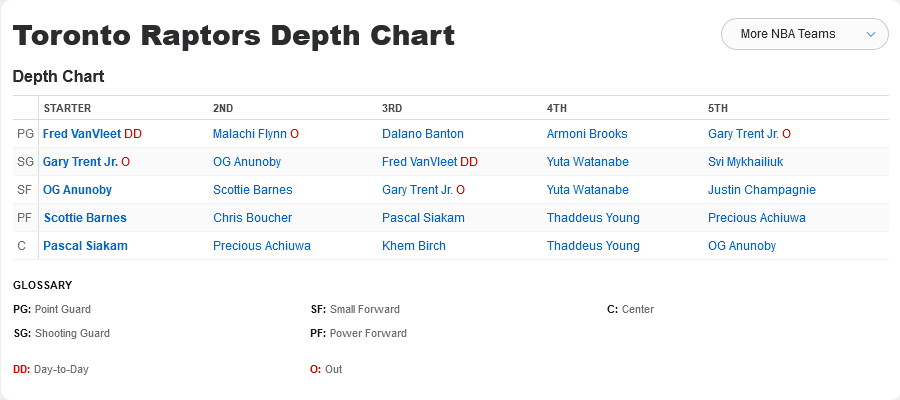 Toronto Raptors Depth Chart
More NBA Teams
Depth Chart
STARTER 2ND 3RD 4TH 5TH
PG Fred VanVleet DD Malachi Flynn O Dalano Banton Armoni Brooks Gary Trent Jr. O
SG Gary Trent Jr. O OG Anunoby Fred VanVleet DD Yuta Watanabe Svi Mykhailiuk
SF OG Anunoby Scottie Barnes Gary Trent Jr. O Yuta Watanabe Justin Champagnie
PF Scottie Barnes Chris Boucher Pascal Siakam Thaddeus Young Precious Achiuwa
C Pascal Siakam Precious Achiuwa Khem Birch Thaddeus Young OG Anunoby
GLOSSARY
PG: Point Guard SF: Small Forward C: Center
SG: Shooting Guard PF: Power Forward
DD: Day-to-Day O: Out